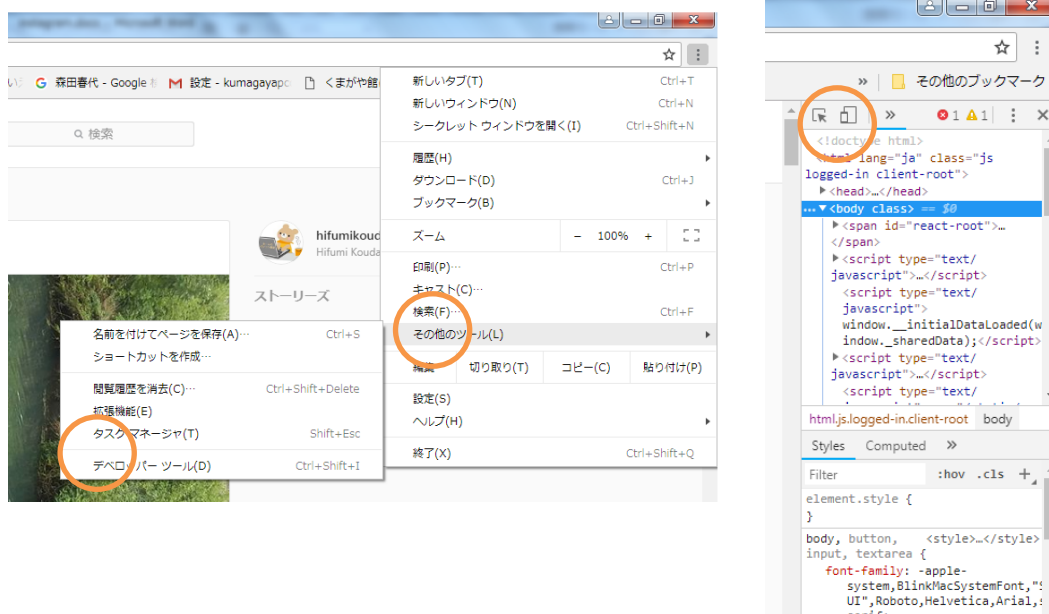 森田春代 - Google
設定 - kumagayapo
くまがや館
検索
hifumikoud
Hifumi Kouda
ストーリーズ
新しいタブ(T) Ctrl+T
新しいウィンドウ(N) Ctrl+N
シークレット ウィンドウを開く(I) Ctrl+Shift+N
履歴(H)
ダウンロード(D) Ctrl+J
ブックマーク(B)
ズーム － 100% +
印刷(P)… Ctrl+P
キャスト(C)…
検索(F)… Ctrl+F
その他のツール(L)
編集 切り取り(T) コピー(C) 貼り付け(P)
設定(S)
ヘルプ(H)
終了(X) Ctrl+Shift+Q
名前を付けてページを保存(A)… Ctrl+S
ショートカットを作成…
閲覧履歴を消去(C)… Ctrl+Shift+Delete
拡張機能(E)
タスク マネージャ(T) Shift+Esc
デベロッパー ツール(D) Ctrl+Shift+I
» その他のブックマーク
» 1 1
<!doctype html>
<html lang="ja" class="js
logged-in client-root">
<head>…</head>
…<body class> == $0
<span id="react-root">…
</span>
<script type="text/
javascript">…</script>
<script type="text/
javascript">
window.__initialDataLoaded(w
indow._sharedData);</script>
<script type="text/
javascript">…</script>
<script type="text/
html.js.logged-in.client-root body
Styles Computed »
Filter :hov .cls +
element.style {
}
body, button, <style>…</style>
input, textarea {
font-family: -apple-
system,BlinkMacSystemFont,"S
UI",Roboto,Helvetica,Arial,s